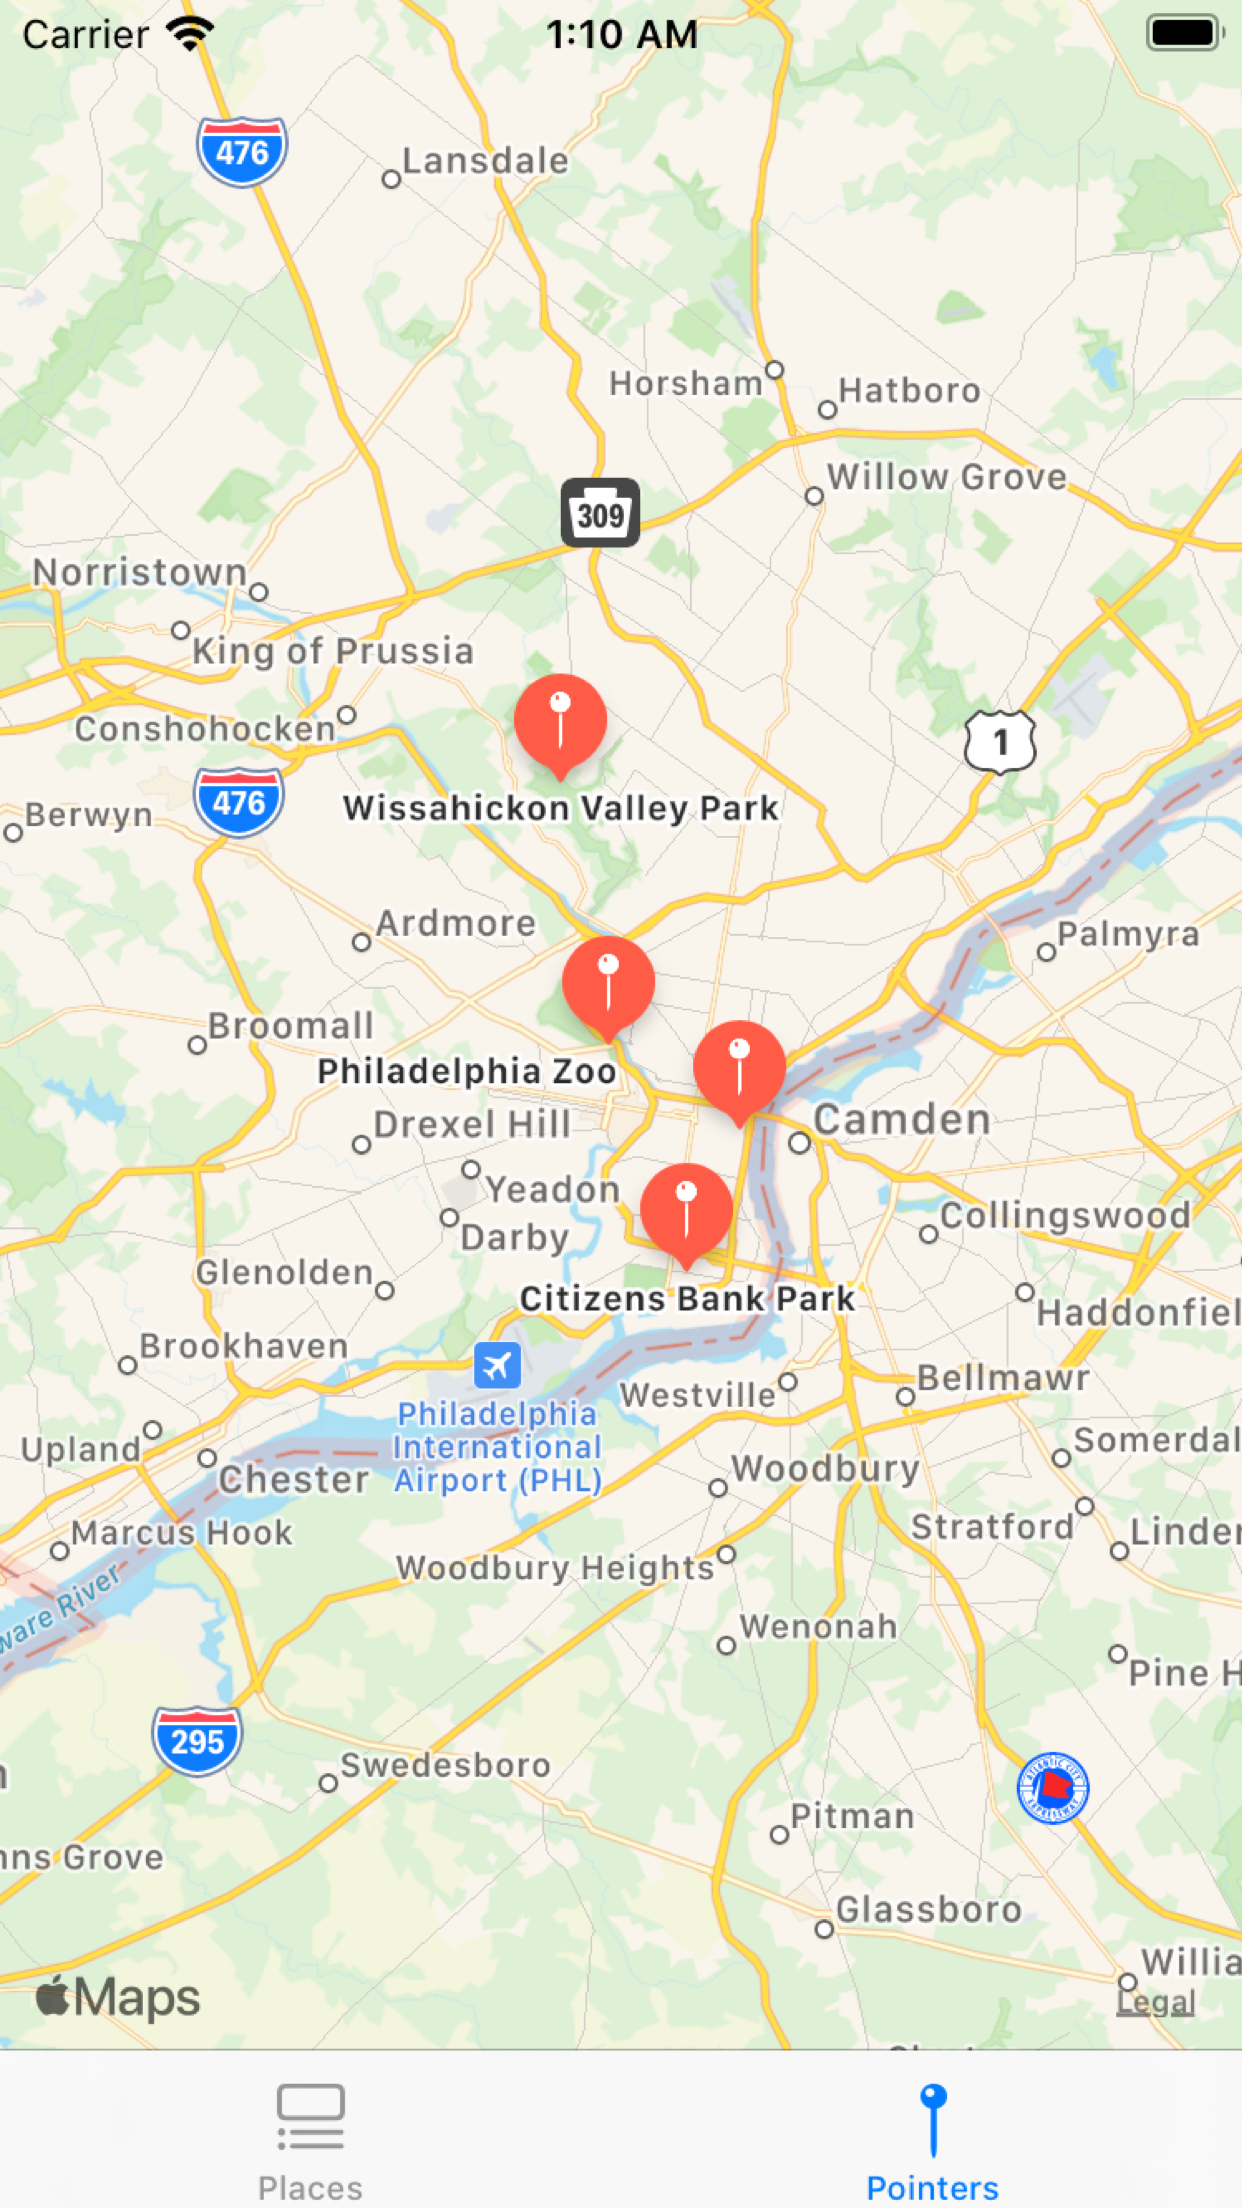 Carrier 1:10 AM
476
Lansdale
Horsham
Hatboro
Willow Grove
309
Norristown
King of Prussia
Conshohocken
1
476
Berwyn
Wissahickon Valley Park
Ardmore
Palmyra
Broomall
Philadelphia Zoo
Drexel Hill
Camden
Yeadon
Darby
Collingswood
Glenolden
Citizens Bank Park
Haddonfiel
Brookhaven
Westville
Bellmawr
Philadelphia
International
Airport (PHL)
Upland
Somerdal
Chester
Woodbury
Marcus Hook
Stratford
Linden
Woodbury Heights
ware River
Wenonah
Pine H
295
Swedesboro
ATLANTIC CITY
EXPRESSWAY
Pitman
nns Grove
Glassboro
Willia
Maps
Legal
Places
Pointers